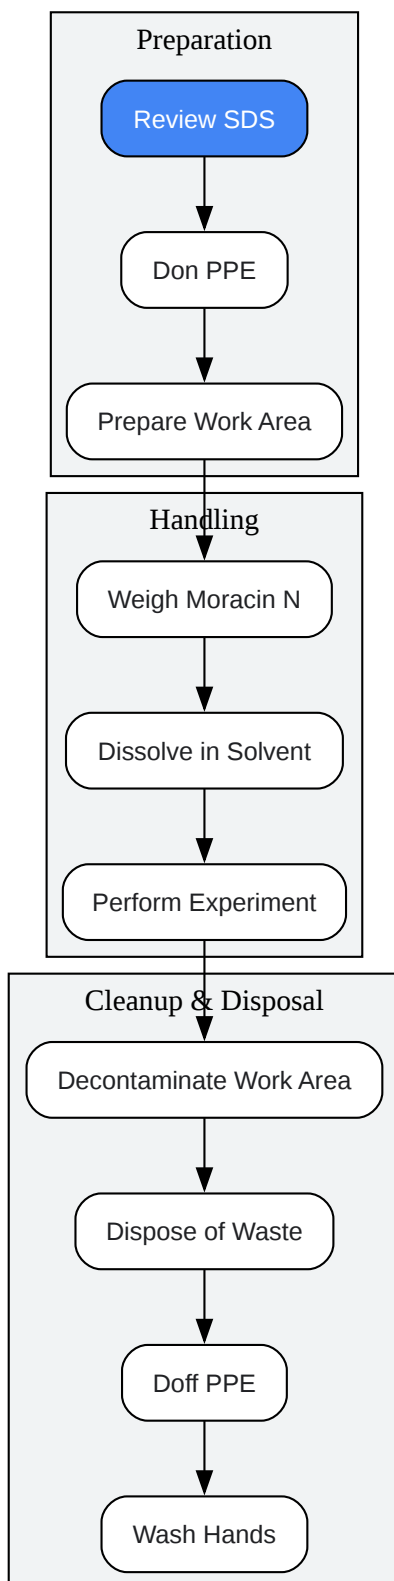 Preparation
Review SDS
Don PPE
Prepare Work Area
Handling
Weigh Moracin N
Dissolve in Solvent
Perform Experiment
Cleanup & Disposal
Decontaminate Work Area
Dispose of Waste
Doff PPE
Wash Hands